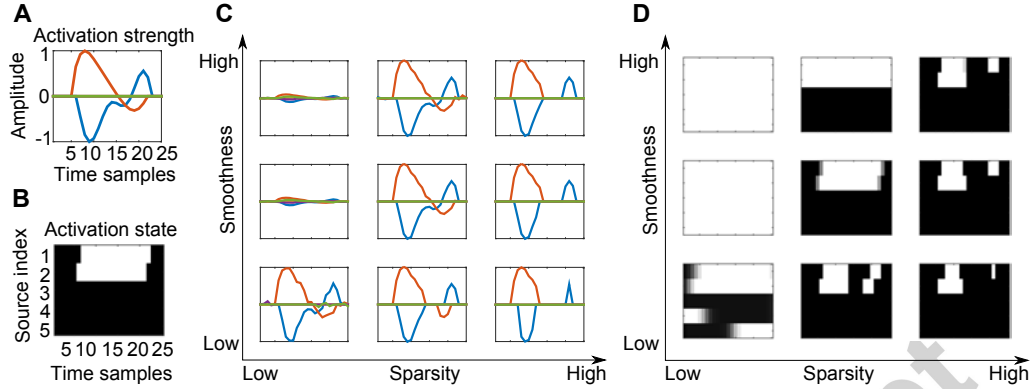 A
Activation strength
Amplitude
1
0
-1
5 10 15 20 25
Time samples
B
Activation state
Source index
1
2
3
4
5
5 10 15 20 25
Time samples
C
High
Smoothness
Low
Low Sparsity High
D
High
Smoothness
Low
Low Sparsity High